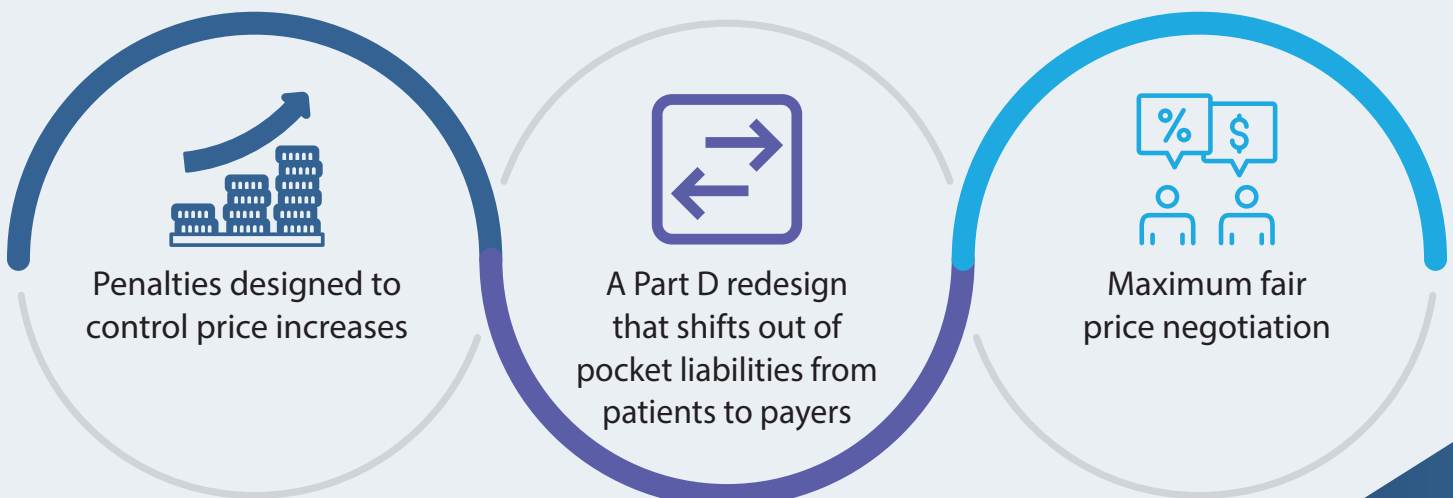 %
$
Penalties designed to
control price increases
A Part D redesign
that shifts out of
pocket liabilities from
patients to payers
Maximum fair
price negotiation